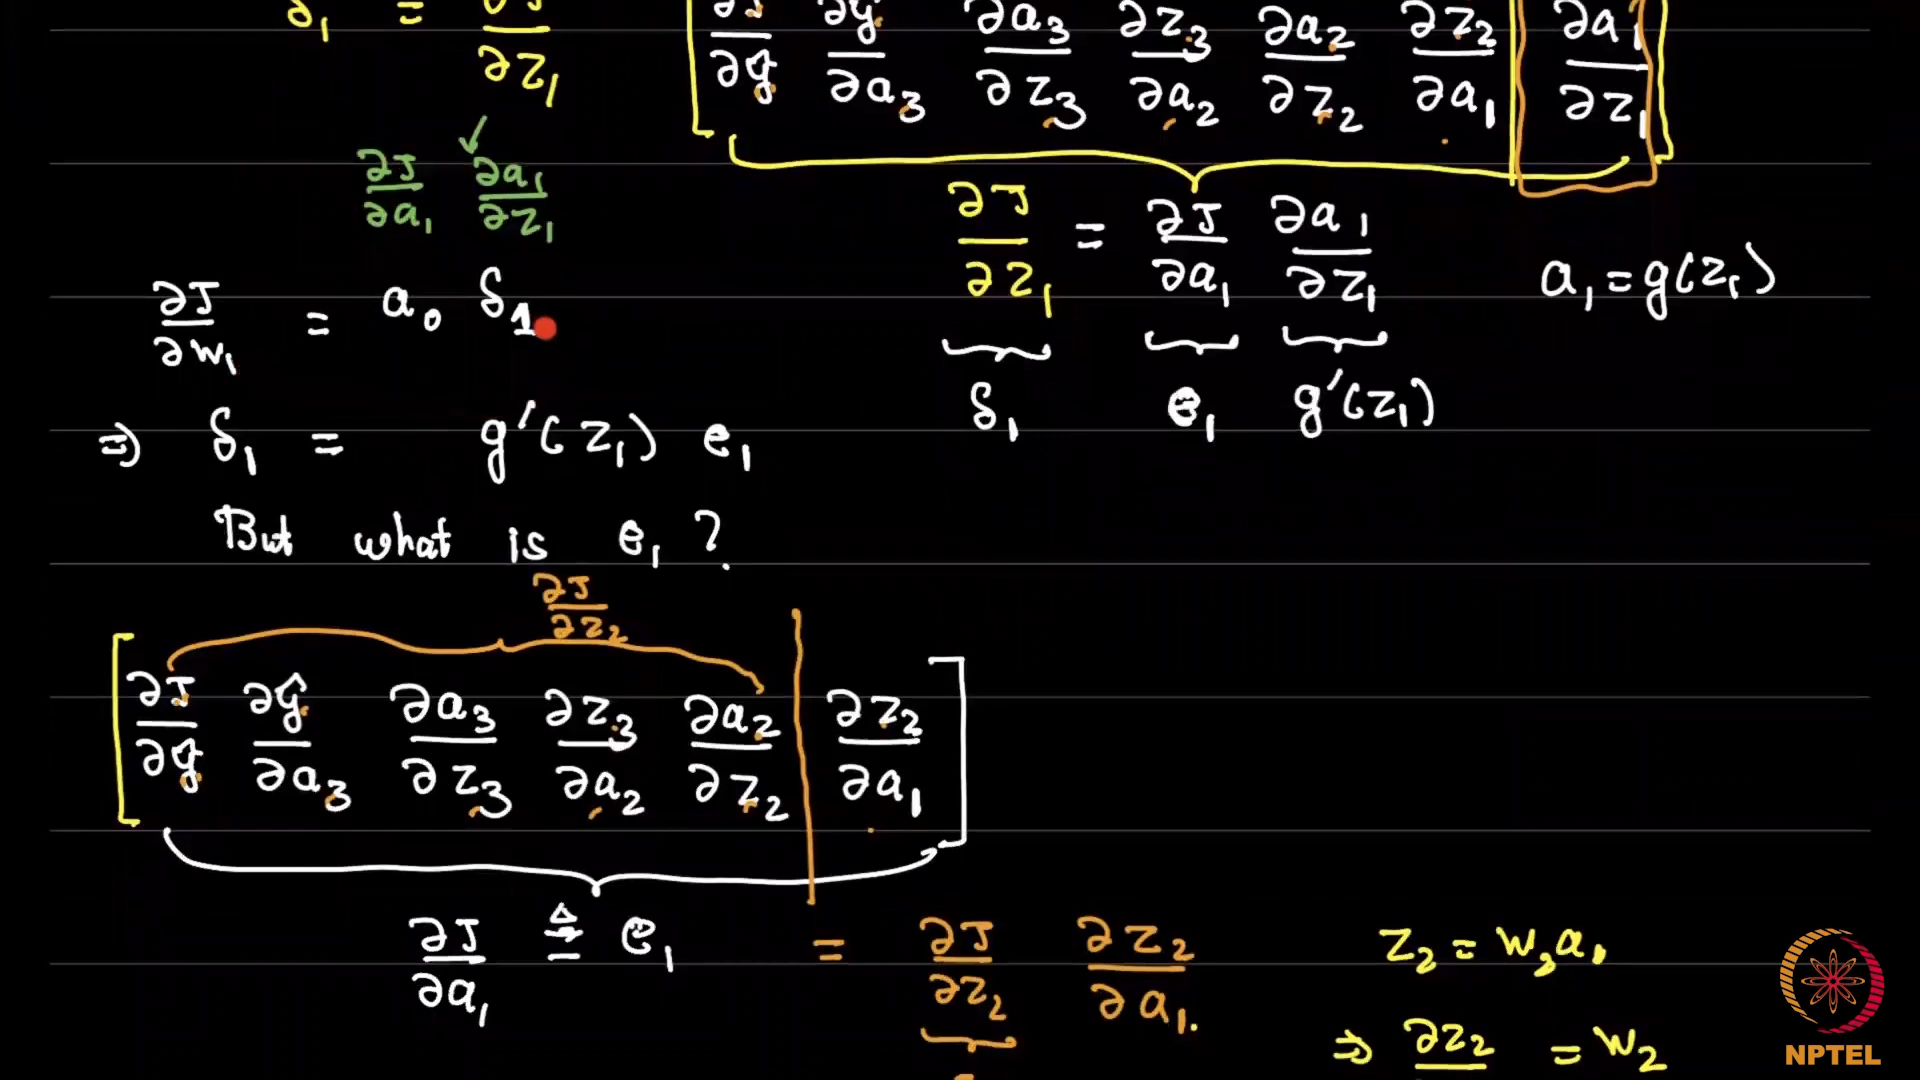 δ₁ = ∂J/∂z₁ [∂J/∂ŷ ∂ŷ/∂a₃ ∂a₃/∂z₃ ∂z₃/∂a₂ ∂a₂/∂z₂ ∂z₂/∂a₁ ∂a₁/∂z₁]
∂J/∂a₁ ∂a₁/∂z₁
∂J/∂z₁ = ∂J/∂a₁ ∂a₁/∂z₁
a₁ = g(z₁)
δ₁ e₁ g'(z₁)
∂J/∂w₁ = a₀ δ₁
⇒ δ₁ = g'(z₁) e₁
But what is e₁ ?
∂J/∂z₂
[∂J/∂ŷ ∂ŷ/∂a₃ ∂a₃/∂z₃ ∂z₃/∂a₂ ∂a₂/∂z₂ ∂z₂/∂a₁]
∂J/∂a₁ ≜ e₁ = ∂J/∂z₂ ∂z₂/∂a₁.
z₂ = w₂a₁
⇒ ∂z₂ = w₂
NPTEL